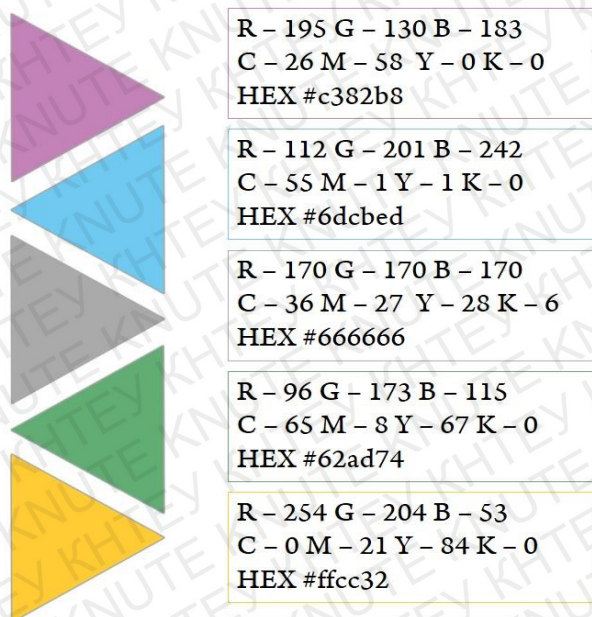 R – 195 G – 130 B – 183
C – 26 M – 58 Y – 0 K – 0
HEX #c382b8
R – 112 G – 201 B – 242
C – 55 M – 1 Y – 1 K – 0
HEX #6dcbed
R – 170 G – 170 B – 170
C – 36 M – 27 Y – 28 K – 6
HEX #666666
R – 96 G – 173 B – 115
C – 65 M – 8 Y – 67 K – 0
HEX #62ad74
R – 254 G – 204 B – 53
C – 0 M – 21 Y – 84 K – 0
HEX #ffcc32